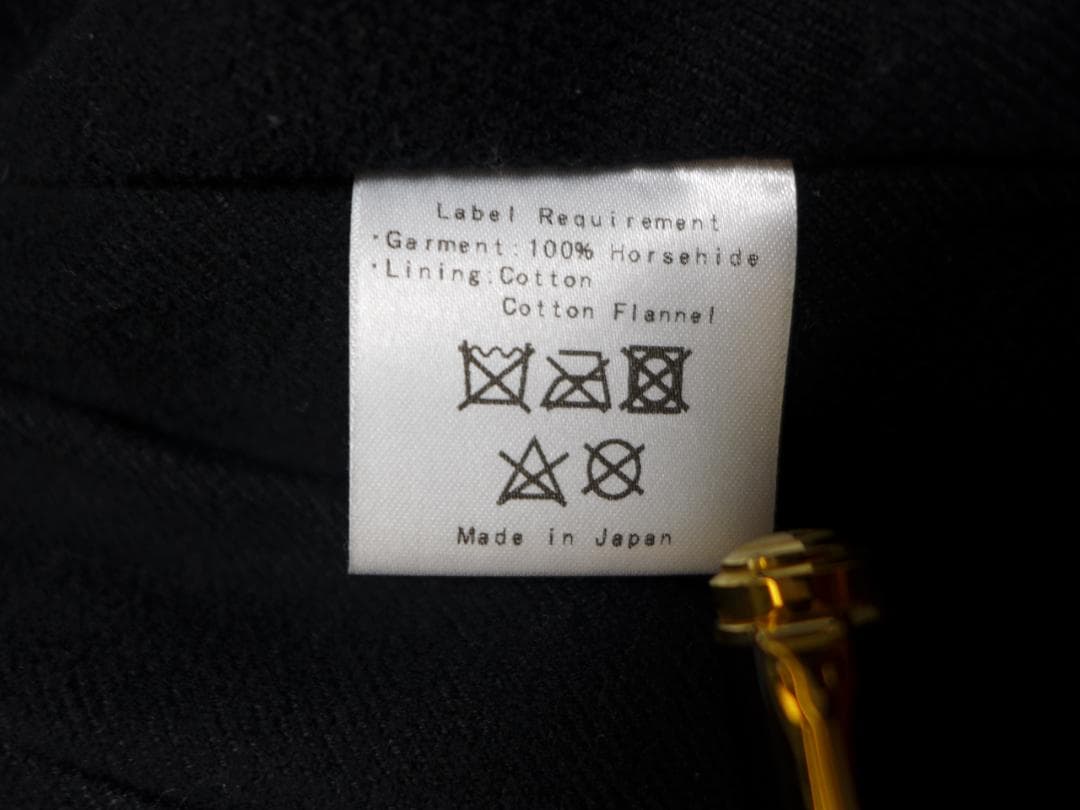 Label Requirement
·Garment:100% Horsehide
·Lining:Cotton
Cotton Flannel
Made in Japan